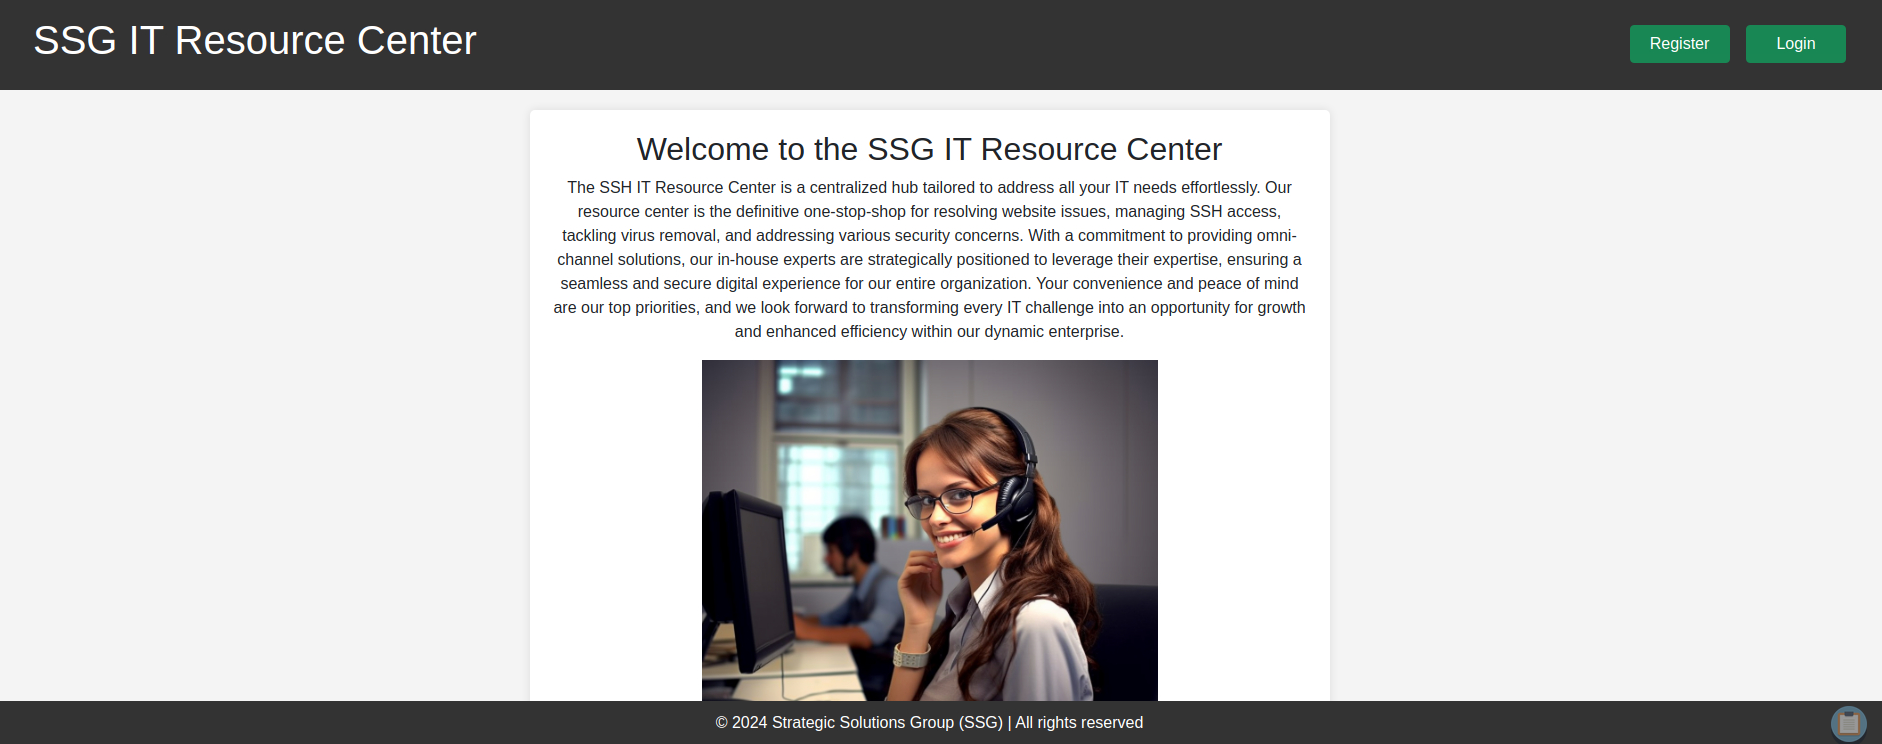 SSG IT Resource Center
Register
Login
Welcome to the SSG IT Resource Center
The SSH IT Resource Center is a centralized hub tailored to address all your IT needs effortlessly. Our
resource center is the definitive one-stop-shop for resolving website issues, managing SSH access,
tackling virus removal, and addressing various security concerns. With a commitment to providing omni-
channel solutions, our in-house experts are strategically positioned to leverage their expertise, ensuring a
seamless and secure digital experience for our entire organization. Your convenience and peace of mind
are our top priorities, and we look forward to transforming every IT challenge into an opportunity for growth
and enhanced efficiency within our dynamic enterprise.
© 2024 Strategic Solutions Group (SSG) | All rights reserved